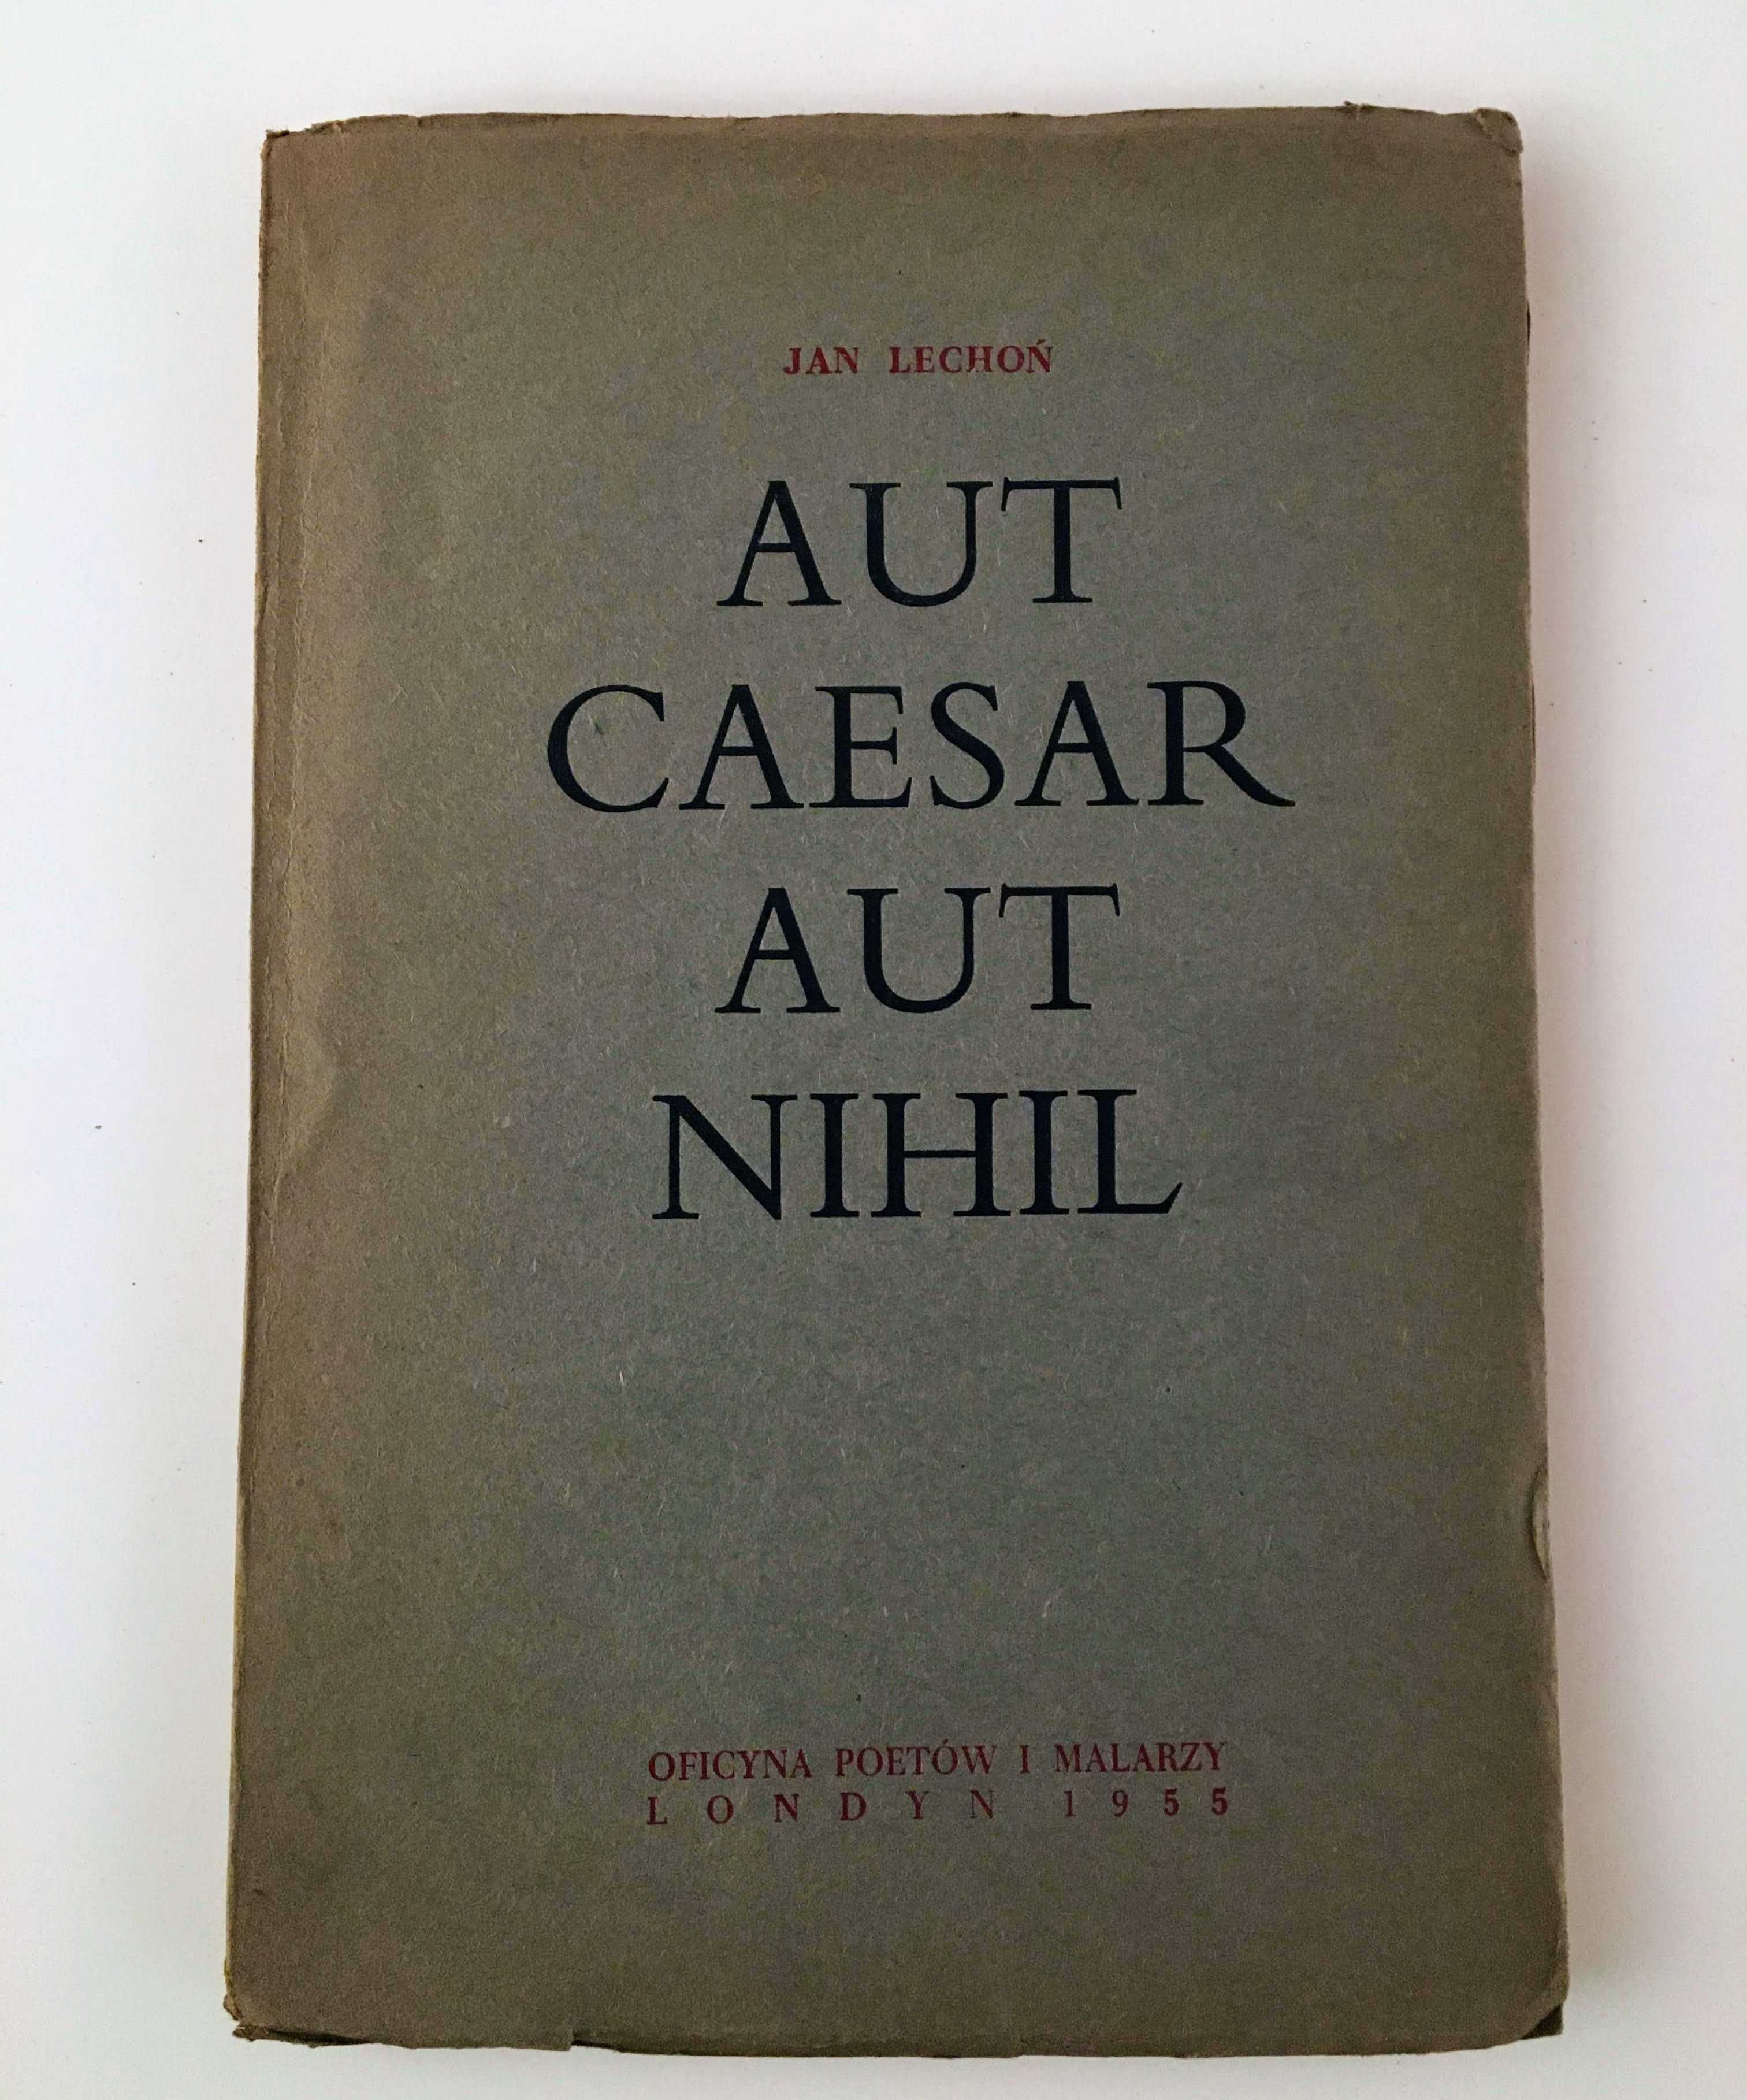 JAN LECHOŃ
AUT
CAESAR
AUT
NIHIL
OFICYNA POETÓW I MALARZY
LONDYN 1955